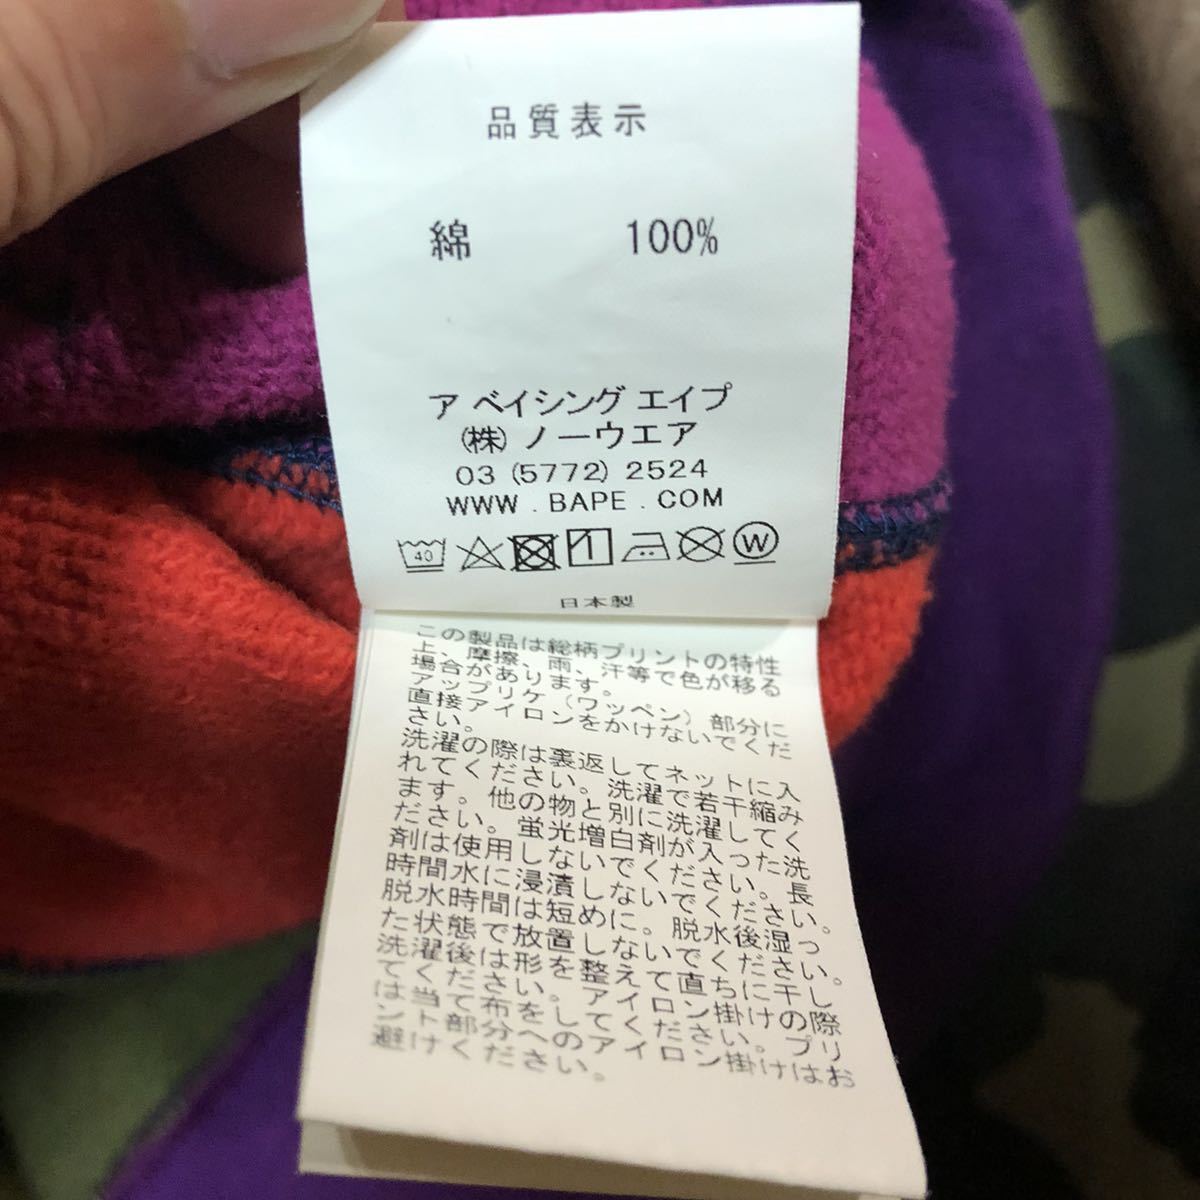 品質表示
綿 100%
ア ベイシング エイプ
(株) ノーウエア
03 (5772) 2524
WWW . BAPE . COM
40
W
日本製
この製品は総柄プリントの特性
上、摩擦、雨、汗等で色が移る
場合があります。
アップリケ（ワッペン）部分に
直接アイロンをかけないでくだ
さい。
洗濯の際は裏返してネットに入
れてください。洗濯で若干縮み
ます。他の物と別に洗濯してく
ださい。蛍光増白剤が入った洗
剤は使用しないでください。長
時間水に浸漬しないでください。
脱水時間は短めに。脱水後湿っ
た状態で放置しないでください。
洗濯後は形を整えて直ちに干し
てください。アイロン掛けの際
は当て布をしてください。プリ
ント部分へのアイロン掛けはお
避けください。